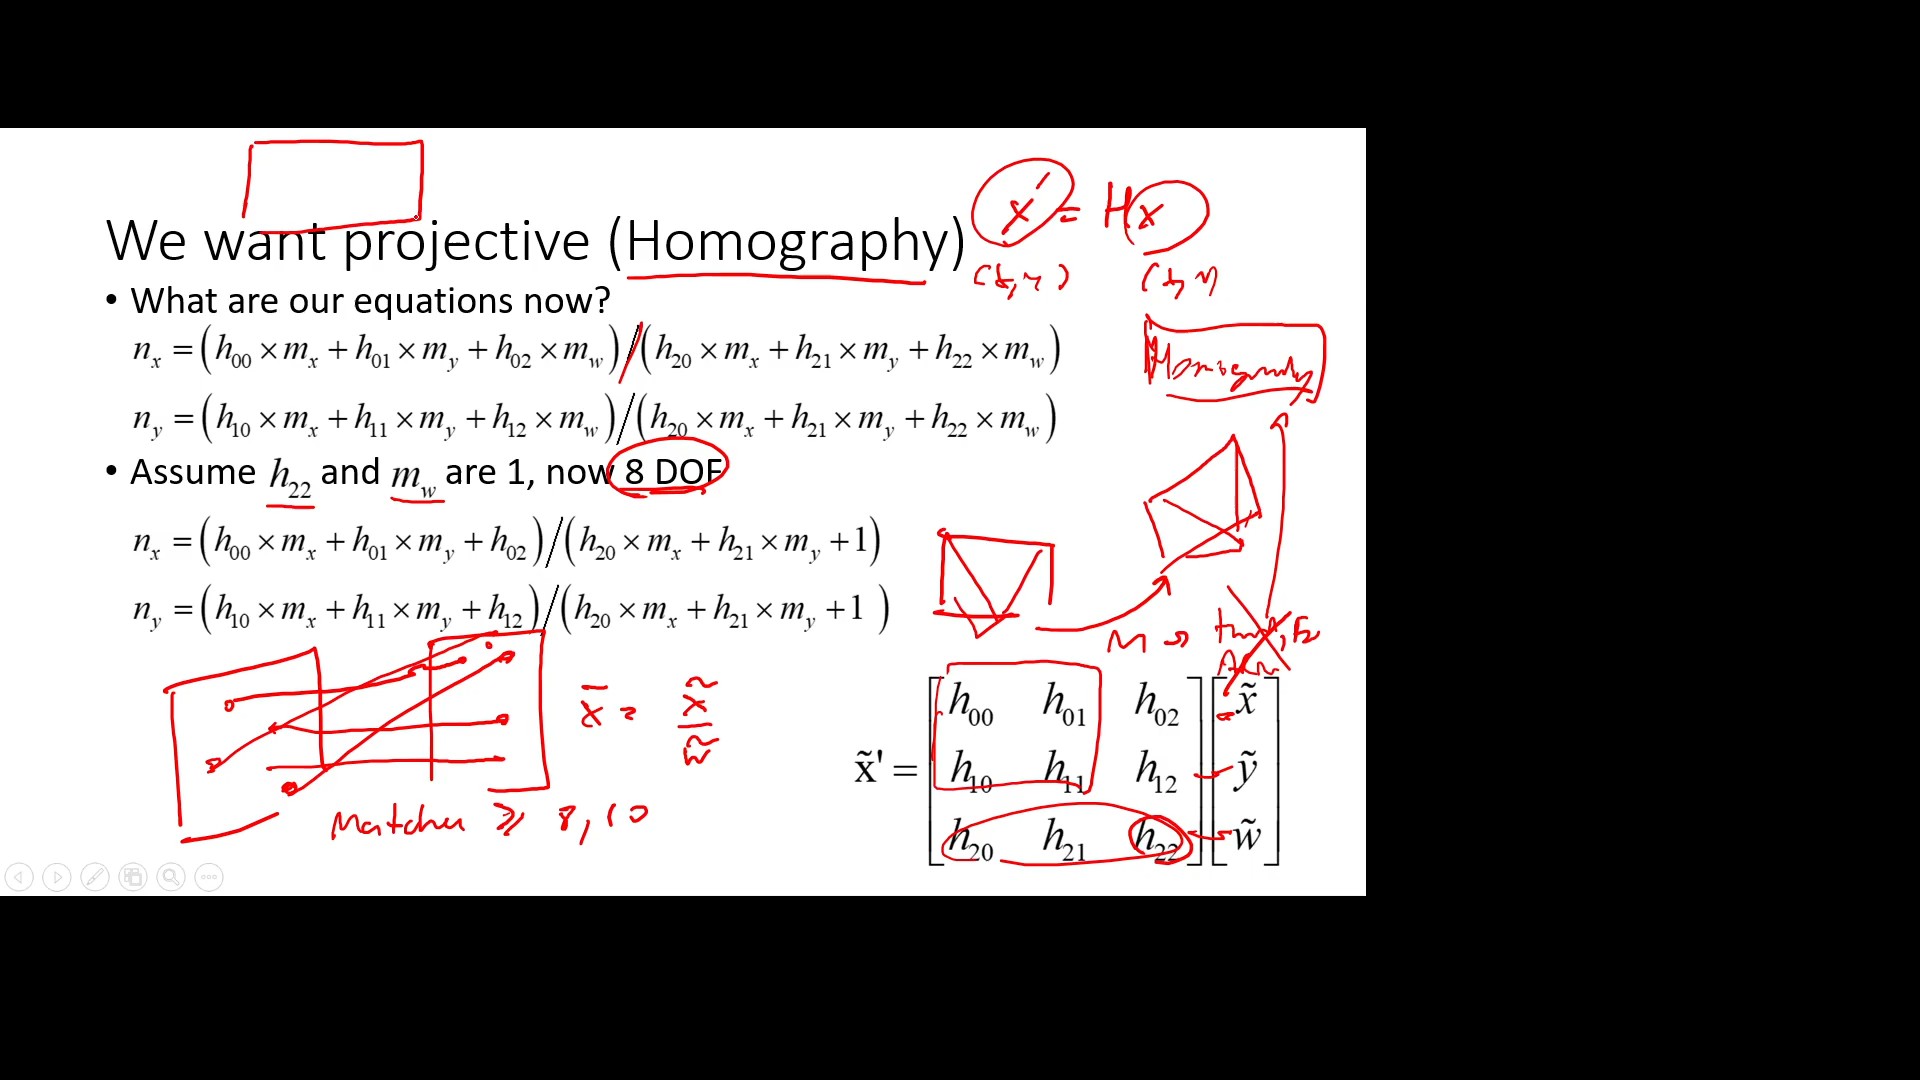 We want projective (Homography)
x' = Hx
• What are our equations now?
n_x = (h_00 × m_x + h_01 × m_y + h_02 × m_w) / (h_20 × m_x + h_21 × m_y + h_22 × m_w)
Homography
n_y = (h_10 × m_x + h_11 × m_y + h_12 × m_w) / (h_20 × m_x + h_21 × m_y + h_22 × m_w)
• Assume h_22 and m_w are 1, now 8 DOF
n_x = (h_00 × m_x + h_01 × m_y + h_02) / (h_20 × m_x + h_21 × m_y + 1)
n_y = (h_10 × m_x + h_11 × m_y + h_12) / (h_20 × m_x + h_21 × m_y + 1 )
M →
x̄ = x̃ / w̃
x̃' = [h_00 h_01 h_02] [x̃]
[h_10 h_11 h_12] [ỹ]
[h_20 h_21 h_22] [w̃]
Matches ≥ 8, 10